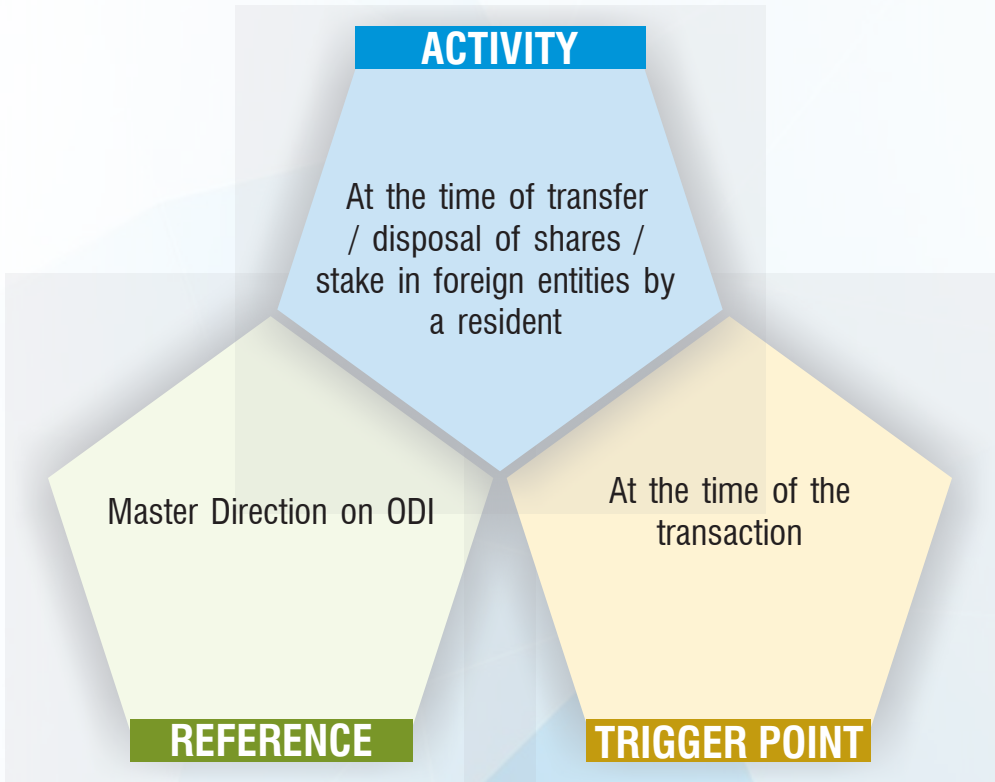 ACTIVITY
At the time of transfer
/ disposal of shares /
stake in foreign entities by
a resident
Master Direction on ODI
REFERENCE
At the time of the
transaction
TRIGGER POINT